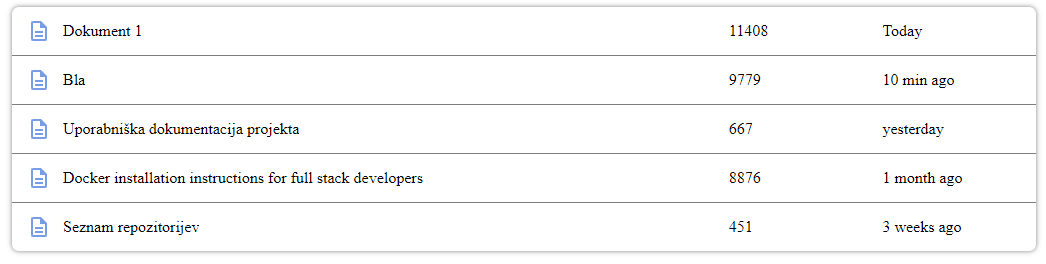 Dokument 1 11408 Today
Bla 9779 10 min ago
Uporabniška dokumentacija projekta 667 yesterday
Docker installation instructions for full stack developers 8876 1 month ago
Seznam repozitorijev 451 3 weeks ago